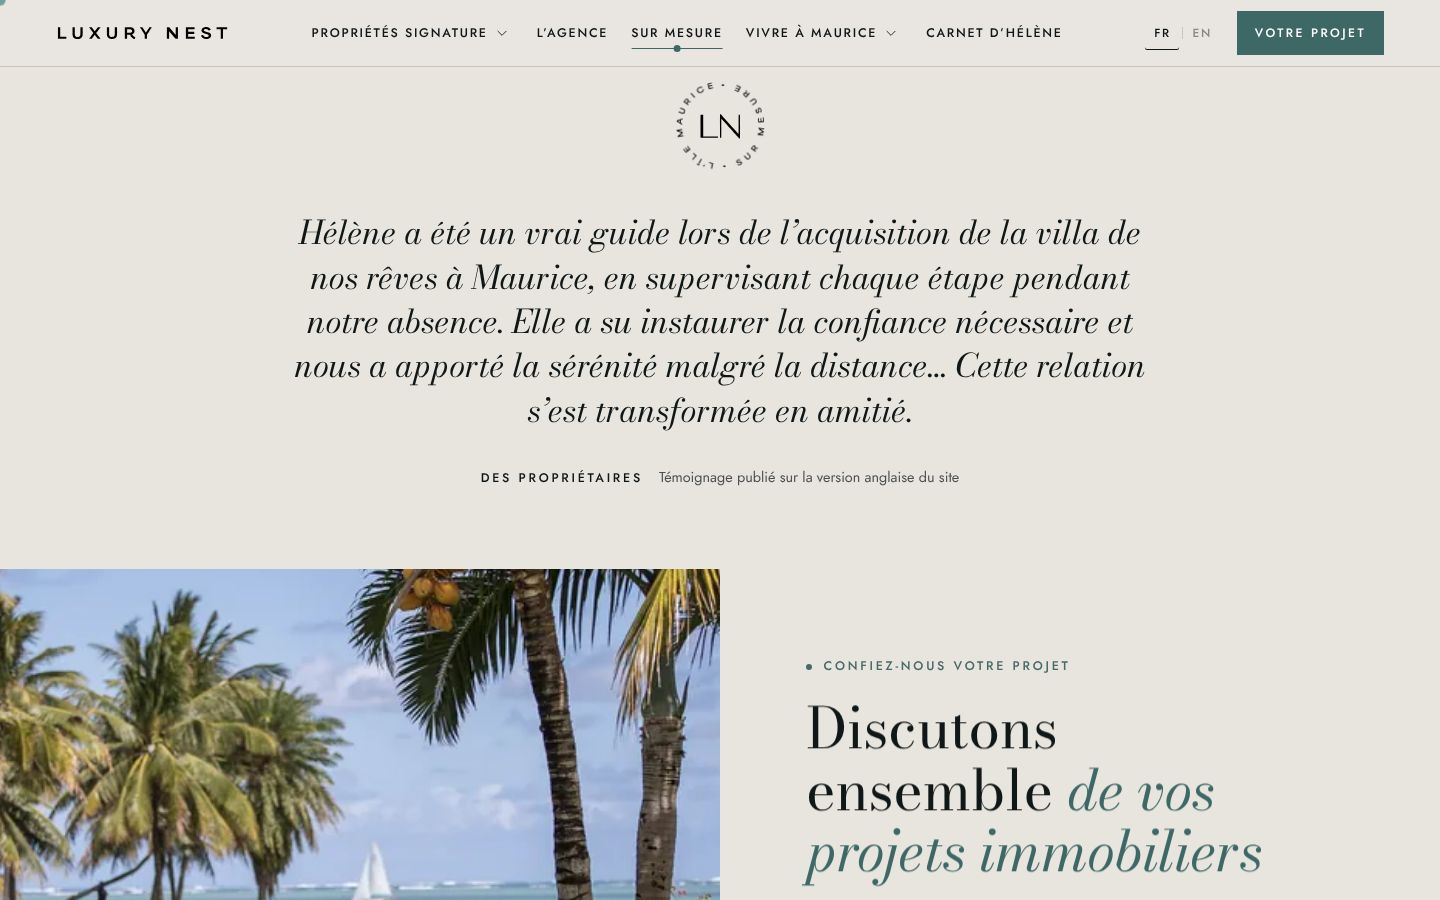 LUXURY NEST
PROPRIÉTÉS SIGNATURE
L’AGENCE
SUR MESURE
VIVRE À MAURICE
CARNET D’HÉLÈNE
FR
EN
VOTRE PROJET
L’ÎLE MAURICE • SUR MESURE •
LN
Hélène a été un vrai guide lors de l’acquisition de la villa de
nos rêves à Maurice, en supervisant chaque étape pendant
notre absence. Elle a su instaurer la confiance nécessaire et
nous a apporté la sérénité malgré la distance... Cette relation
s’est transformée en amitié.
DES PROPRIÉTAIRES Témoignage publié sur la version anglaise du site
CONFIEZ-NOUS VOTRE PROJET
Discutons
ensemble de vos
projets immobiliers